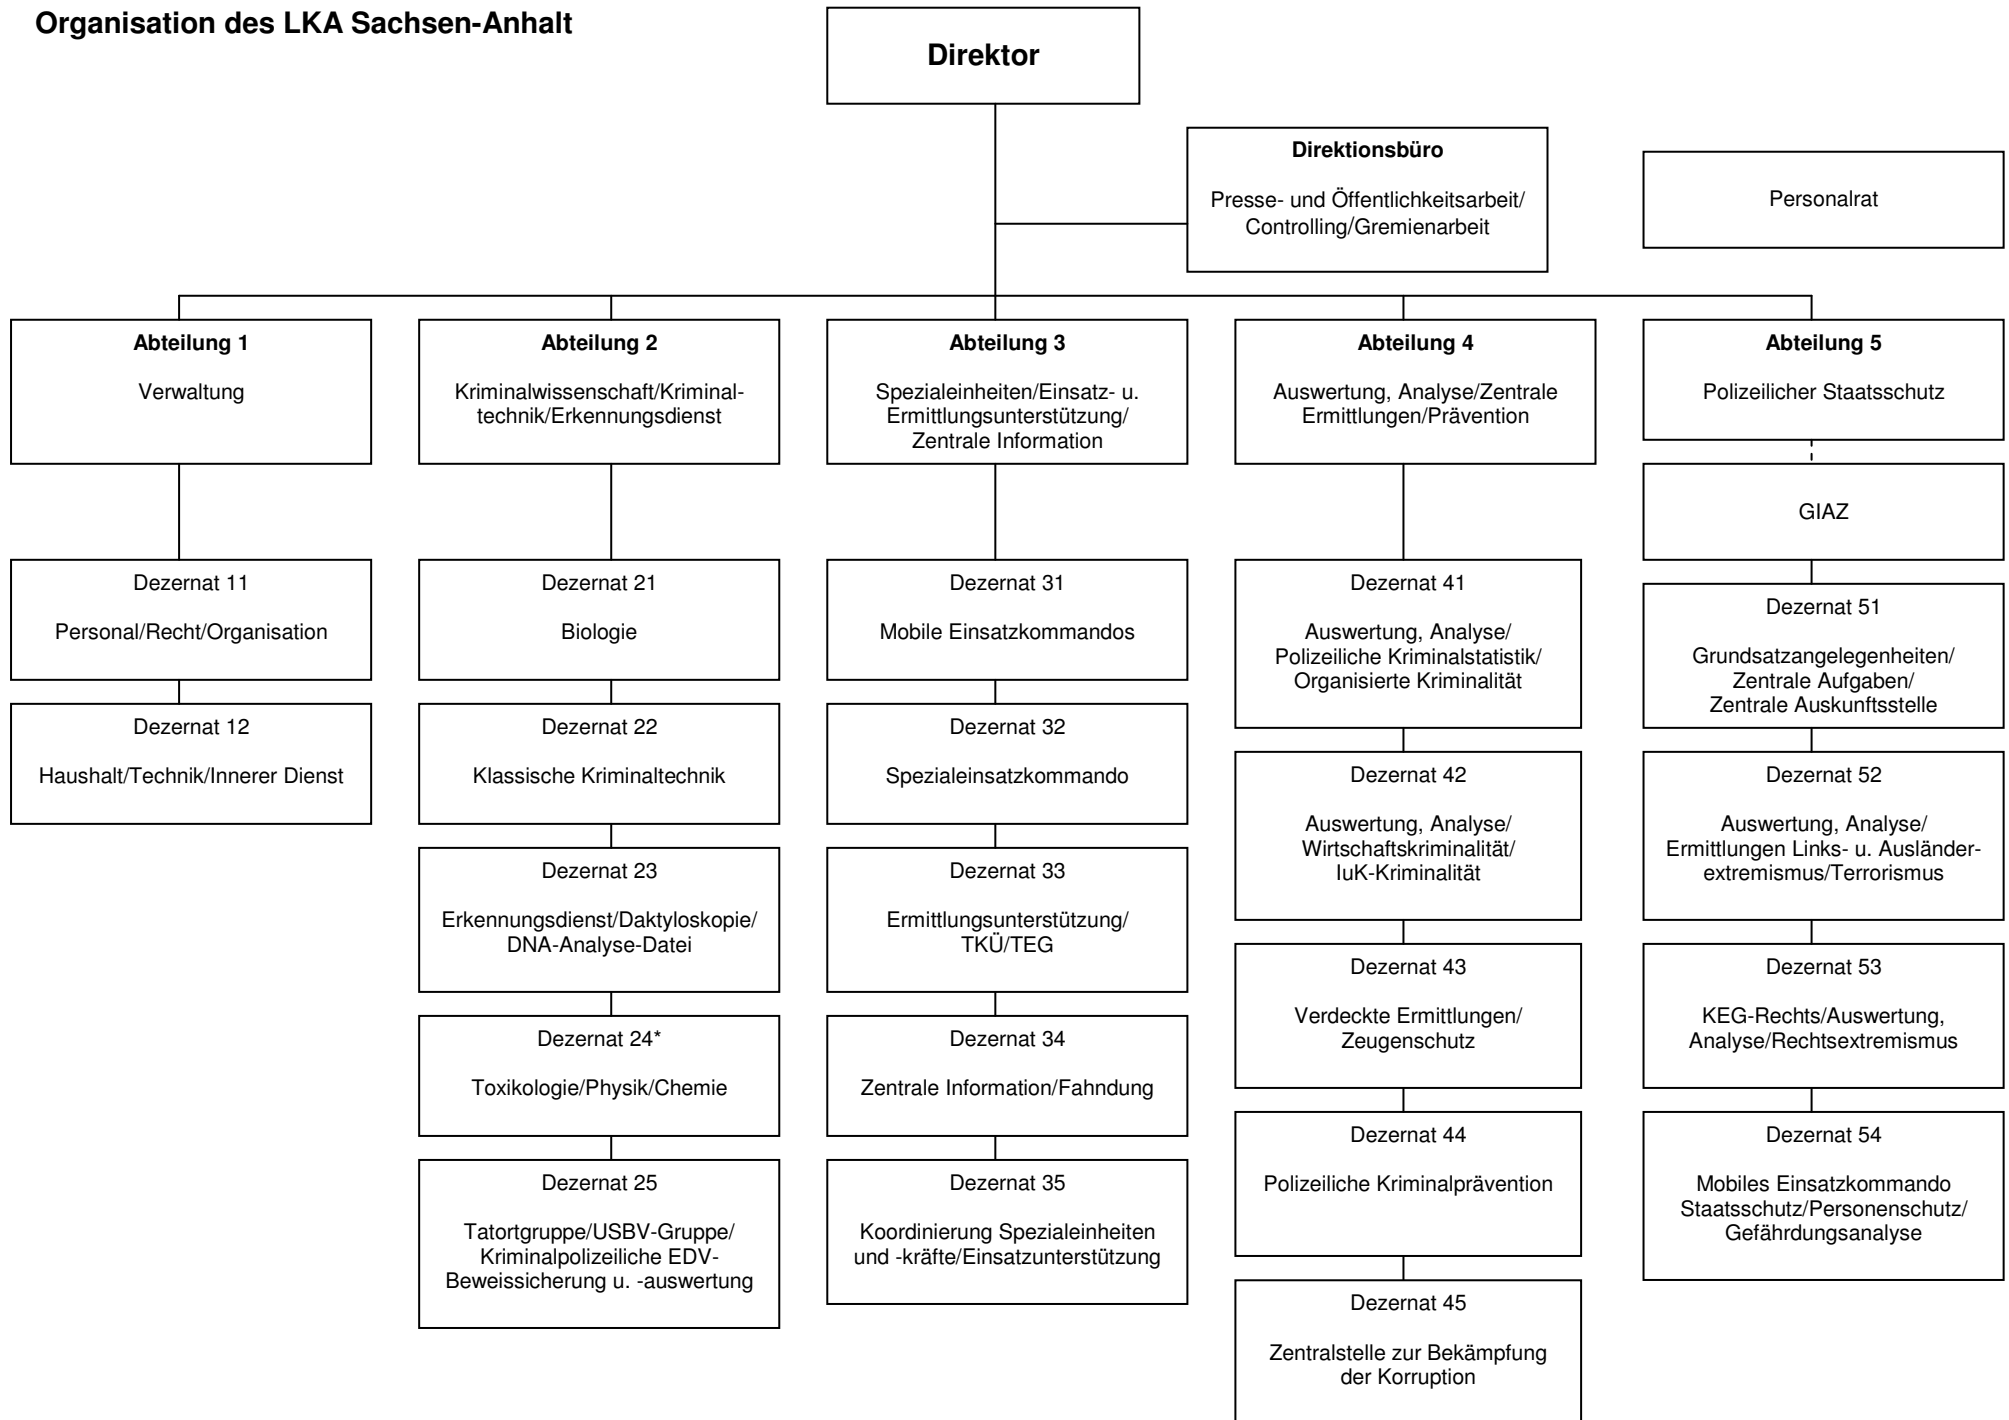 Organisation des LKA Sachsen-Anhalt
Direktor
Direktionsbüro
Presse- und Öffentlichkeitsarbeit/
Controlling/Gremienarbeit
Personalrat
Abteilung 1
Verwaltung
Dezernat 11
Personal/Recht/Organisation
Dezernat 12
Haushalt/Technik/Innerer Dienst
Abteilung 2
Kriminalwissenschaft/Kriminal-
technik/Erkennungsdienst
Dezernat 21
Biologie
Dezernat 22
Klassische Kriminaltechnik
Dezernat 23
Erkennungsdienst/Daktyloskopie/
DNA-Analyse-Datei
Dezernat 24*
Toxikologie/Physik/Chemie
Dezernat 25
Tatortgruppe/USBV-Gruppe/
Kriminalpolizeiliche EDV-
Beweissicherung u. -auswertung
Abteilung 3
Spezialeinheiten/Einsatz- u.
Ermittlungsunterstützung/
Zentrale Information
Dezernat 31
Mobile Einsatzkommandos
Dezernat 32
Spezialeinsatzkommando
Dezernat 33
Ermittlungsunterstützung/
TKÜ/TEG
Dezernat 34
Zentrale Information/Fahndung
Dezernat 35
Koordinierung Spezialeinheiten
und -kräfte/Einsatzunterstützung
Abteilung 4
Auswertung, Analyse/Zentrale
Ermittlungen/Prävention
Dezernat 41
Auswertung, Analyse/
Polizeiliche Kriminalstatistik/
Organisierte Kriminalität
Dezernat 42
Auswertung, Analyse/
Wirtschaftskriminalität/
IuK-Kriminalität
Dezernat 43
Verdeckte Ermittlungen/
Zeugenschutz
Dezernat 44
Polizeiliche Kriminalprävention
Dezernat 45
Zentralstelle zur Bekämpfung
der Korruption
Abteilung 5
Polizeilicher Staatsschutz
GIAZ
Dezernat 51
Grundsatzangelegenheiten/
Zentrale Aufgaben/
Zentrale Auskunftsstelle
Dezernat 52
Auswertung, Analyse/
Ermittlungen Links- u. Ausländer-
extremismus/Terrorismus
Dezernat 53
KEG-Rechts/Auswertung,
Analyse/Rechtsextremismus
Dezernat 54
Mobiles Einsatzkommando
Staatsschutz/Personenschutz/
Gefährdungsanalyse